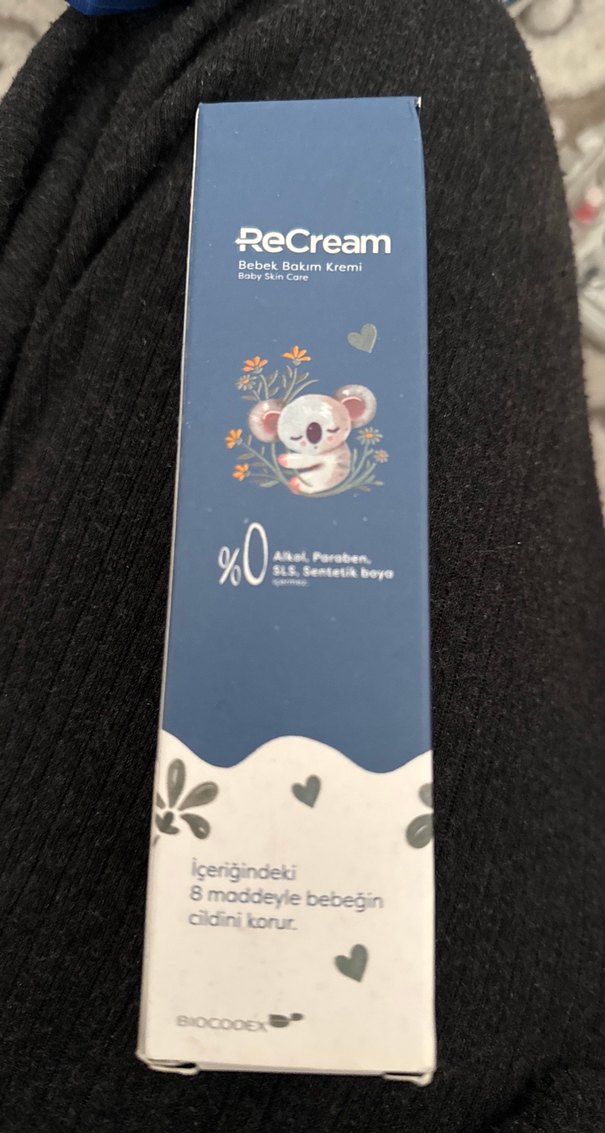 ReCream
Bebek Bakım Kremi
Baby Skin Care
%0
Alkol, Paraben,
SLS, Sentetik boya
içermez.
İçeriğindeki
8 maddeyle bebeğin
cildini korur.
BIOCODEX